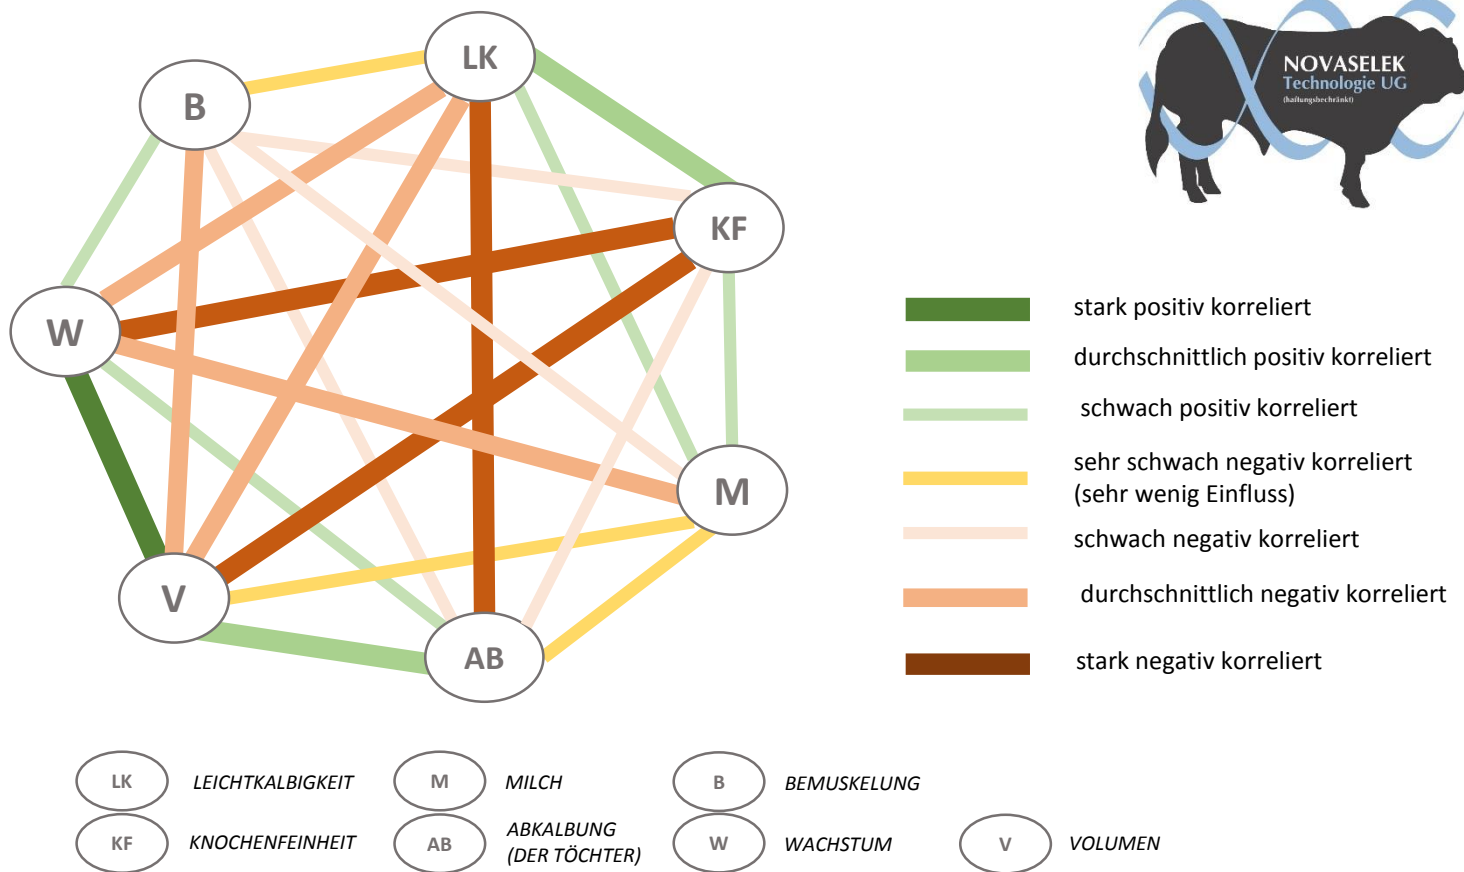 LK
B
KF
W
M
V
AB
NOVASELEK
Technologie UG
(haftungsbechränkt)
stark positiv korreliert
durchschnittlich positiv korreliert
schwach positiv korreliert
sehr schwach negativ korreliert
(sehr wenig Einfluss)
schwach negativ korreliert
durchschnittlich negativ korreliert
stark negativ korreliert
LK LEICHTKALBIGKEIT
M MILCH
B BEMUSKELUNG
KF KNOCHENFEINHEIT
AB ABKALBUNG
(DER TÖCHTER)
W WACHSTUM
V VOLUMEN